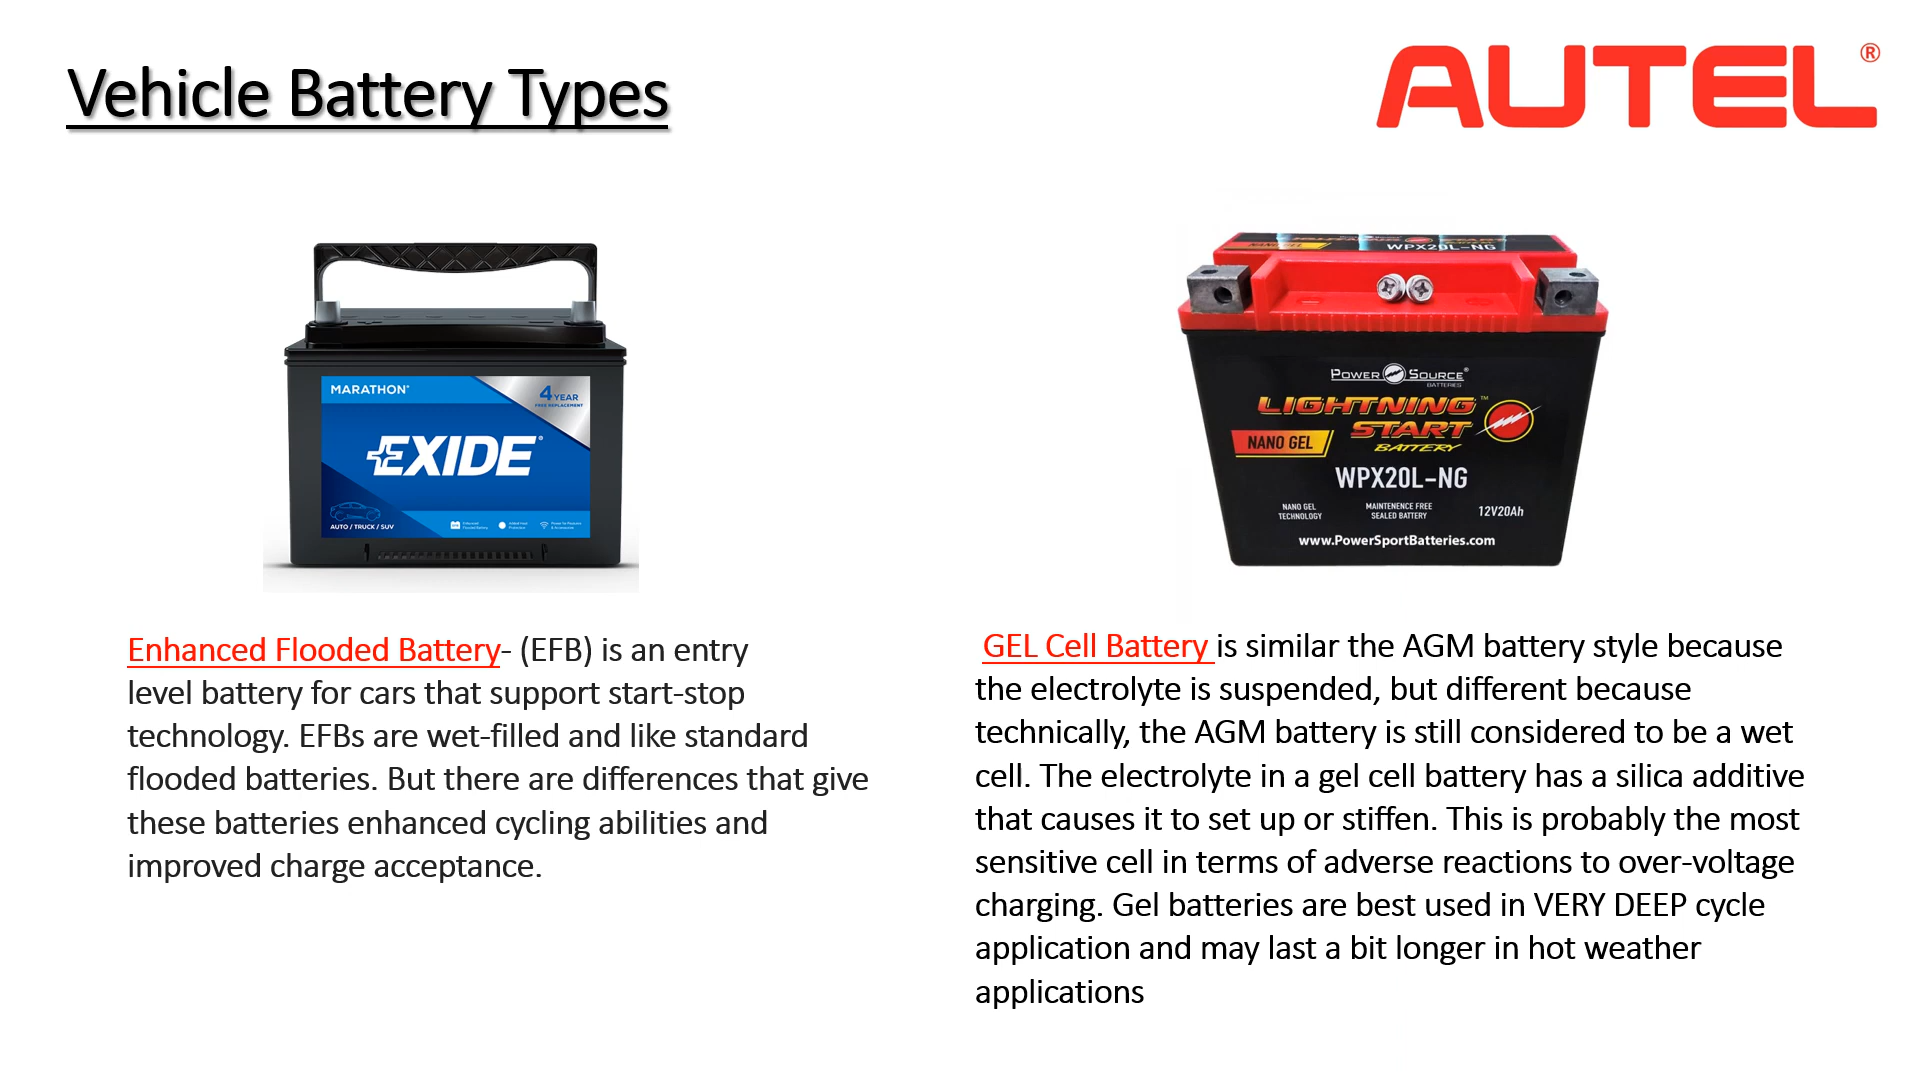 Vehicle Battery Types
AUTEL®
MARATHON®
4 YEAR
FREE REPLACEMENT
EXIDE®
AUTO / TRUCK / SUV
WPX20L-NG
POWER SOURCE®
BATTERIES
LIGHTNING™
START
BATTERY
NANO GEL
WPX20L-NG
NANO GEL
TECHNOLOGY
MAINTENENCE FREE
SEALED BATTERY
12V20Ah
www.PowerSportBatteries.com
Enhanced Flooded Battery- (EFB) is an entry
level battery for cars that support start-stop
technology. EFBs are wet-filled and like standard
flooded batteries. But there are differences that give
these batteries enhanced cycling abilities and
improved charge acceptance.
GEL Cell Battery is similar the AGM battery style because
the electrolyte is suspended, but different because
technically, the AGM battery is still considered to be a wet
cell. The electrolyte in a gel cell battery has a silica additive
that causes it to set up or stiffen. This is probably the most
sensitive cell in terms of adverse reactions to over-voltage
charging. Gel batteries are best used in VERY DEEP cycle
application and may last a bit longer in hot weather
applications